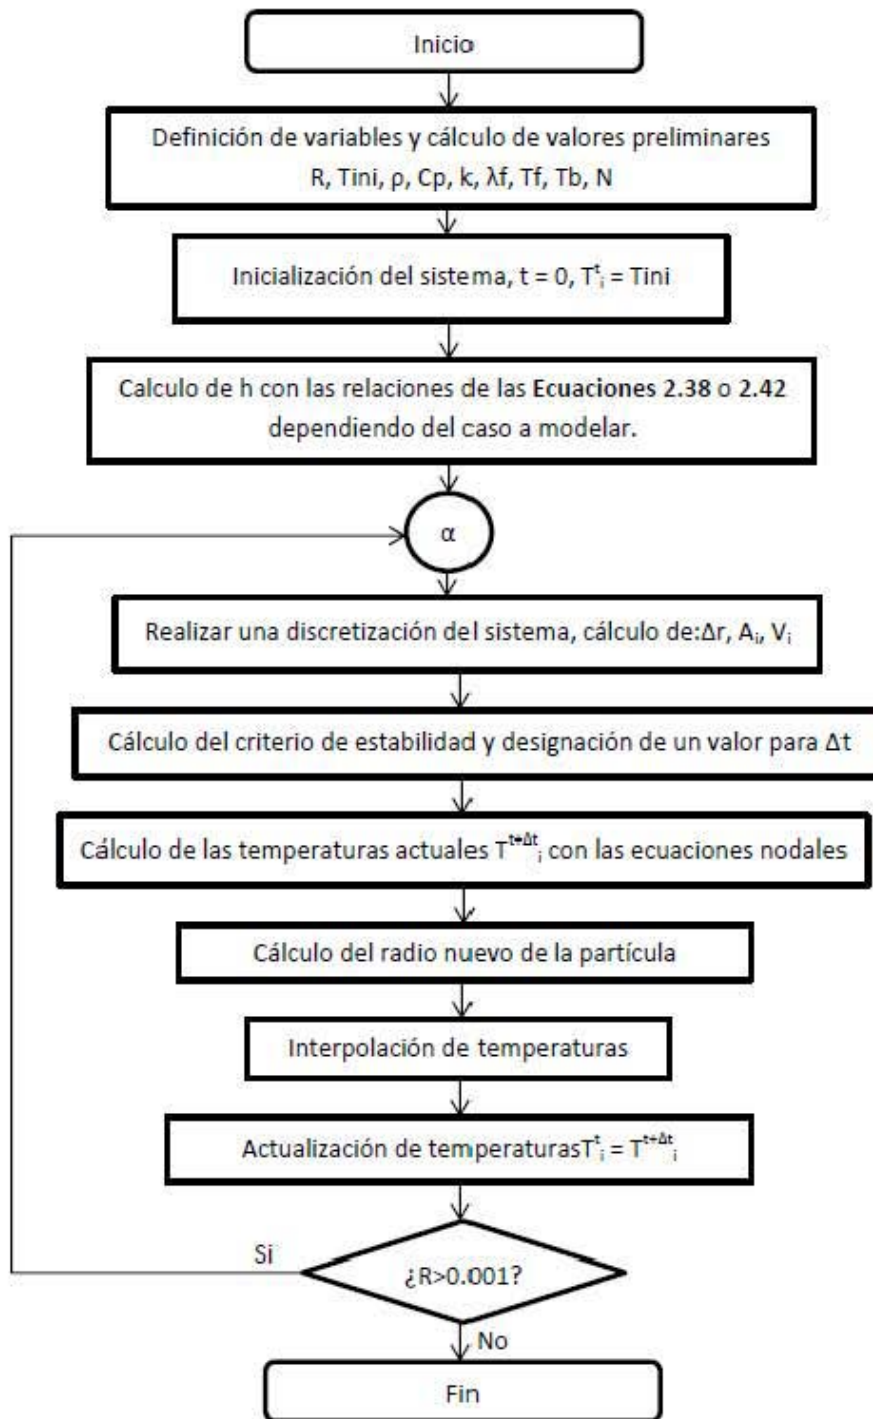 Inicio
Definición de variables y cálculo de valores preliminares
R, Tini, ρ, Cp, k, λf, Tf, Tb, N
Inicialización del sistema, t = 0, Tᵗᵢ = Tini
Calculo de h con las relaciones de las Ecuaciones 2.38 o 2.42
dependiendo del caso a modelar.
α
Realizar una discretización del sistema, cálculo de:Δr, Aᵢ, Vᵢ
Cálculo del criterio de estabilidad y designación de un valor para Δt
Cálculo de las temperaturas actuales Tᵗ⁺Δᵗᵢ con las ecuaciones nodales
Cálculo del radio nuevo de la partícula
Interpolación de temperaturas
Actualización de temperaturasTᵗᵢ = Tᵗ⁺Δᵗᵢ
Si
¿R>0.001?
No
Fin